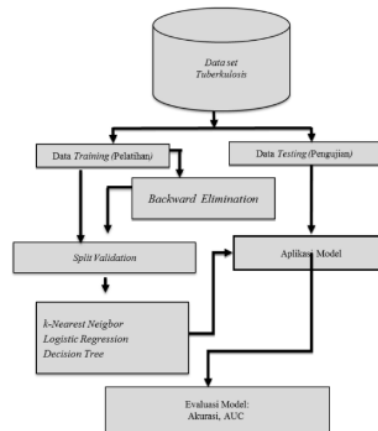 Data set
Tuberkulosis
Data Training (Pelatihan)
Data Testing (Pengujian)
Backward Elimination
Split Validation
Aplikasi Model
k-Nearest Neigbor
Logistic Regression
Decision Tree
Evaluasi Model:
Akurasi, AUC